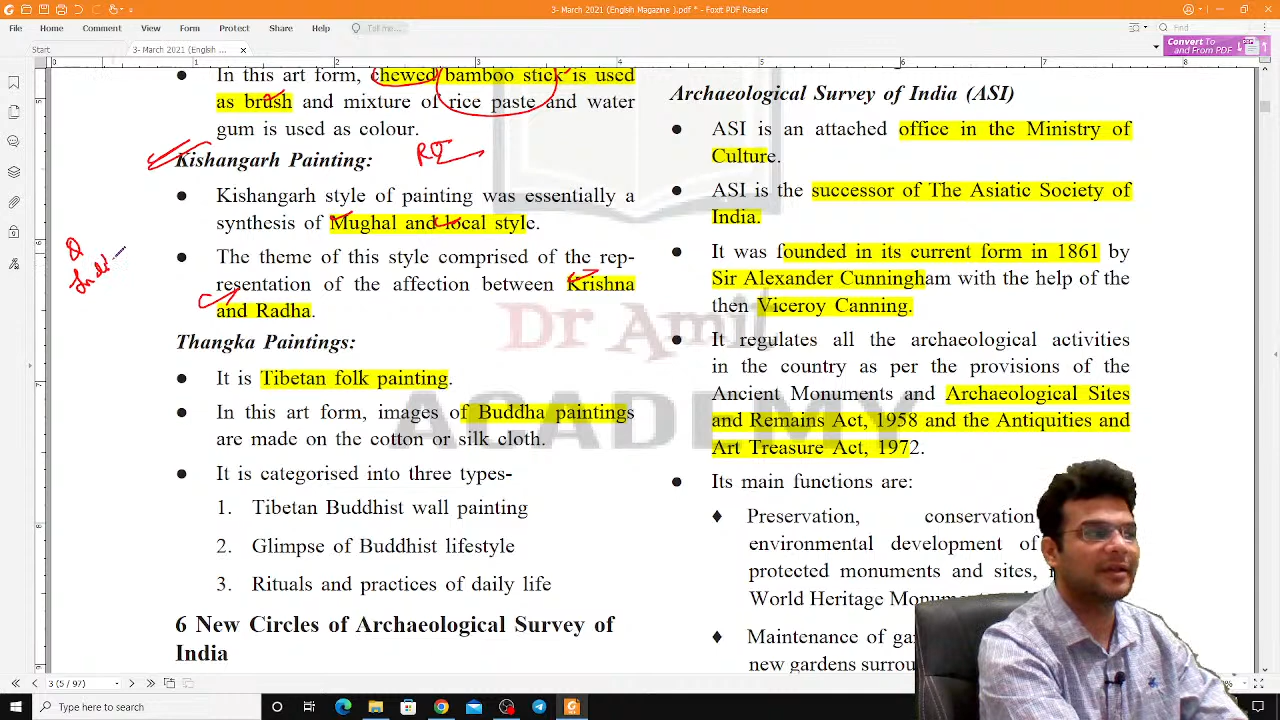 3- March 2021 (Engish Magazine ).pdf * - Foxit PDF Reader
File
Home
Comment
View
Form
Protect
Share
Help
Tell me...
Find
Start
3- March 2021 (Engish ...
Convert To
and From PDF
In this art form, chewed bamboo stick is used
as brush and mixture of rice paste and water
gum is used as colour.
Kishangarh Painting:
Kishangarh style of painting was essentially a
synthesis of Mughal and local style.
The theme of this style comprised of the rep-
resentation of the affection between Krishna
and Radha.
Thangka Paintings:
It is Tibetan folk painting.
In this art form, images of Buddha paintings
are made on the cotton or silk cloth.
It is categorised into three types-
1. Tibetan Buddhist wall painting
2. Glimpse of Buddhist lifestyle
3. Rituals and practices of daily life
6 New Circles of Archaeological Survey of
India
Archaeological Survey of India (ASI)
ASI is an attached office in the Ministry of
Culture.
ASI is the successor of The Asiatic Society of
India.
It was founded in its current form in 1861 by
Sir Alexander Cunningham with the help of the
then Viceroy Canning.
It regulates all the archaeological activities
in the country as per the provisions of the
Ancient Monuments and Archaeological Sites
and Remains Act, 1958 and the Antiquities and
Art Treasure Act, 1972.
Its main functions are:
Preservation, conservation
environmental development of
protected monuments and sites,
World Heritage
Maintenance of
new gardens
Dr Amil
ACADEMY
3 (5 / 97)
Type here to search